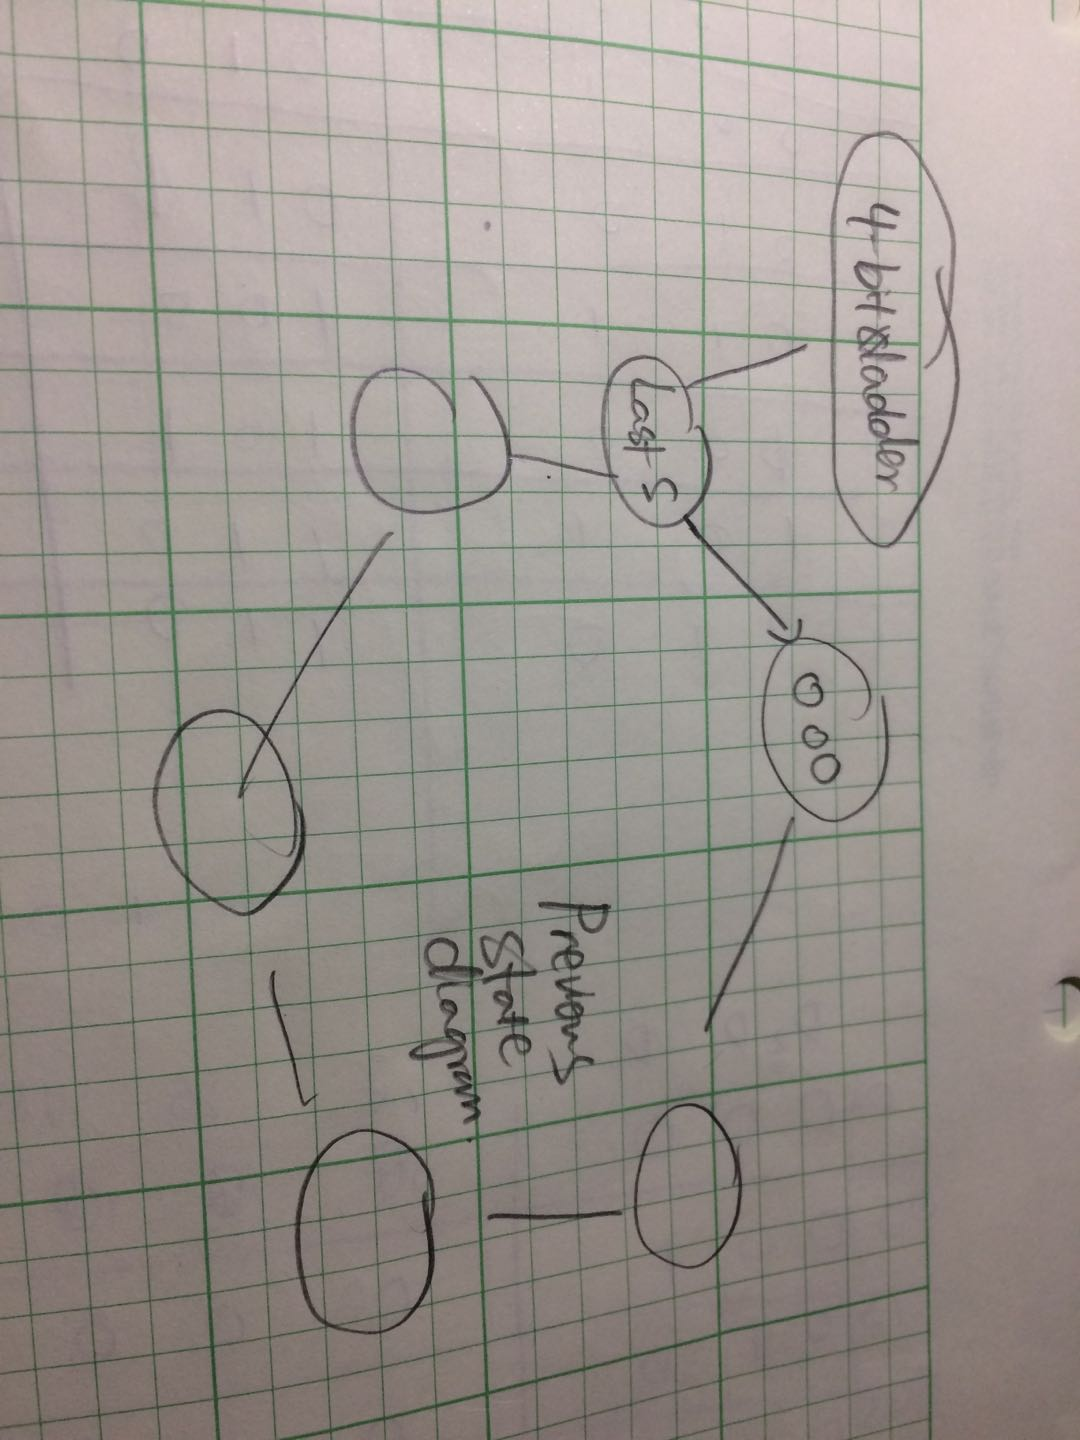 4-bit adder
Last S
000
Previous
state
diagram.